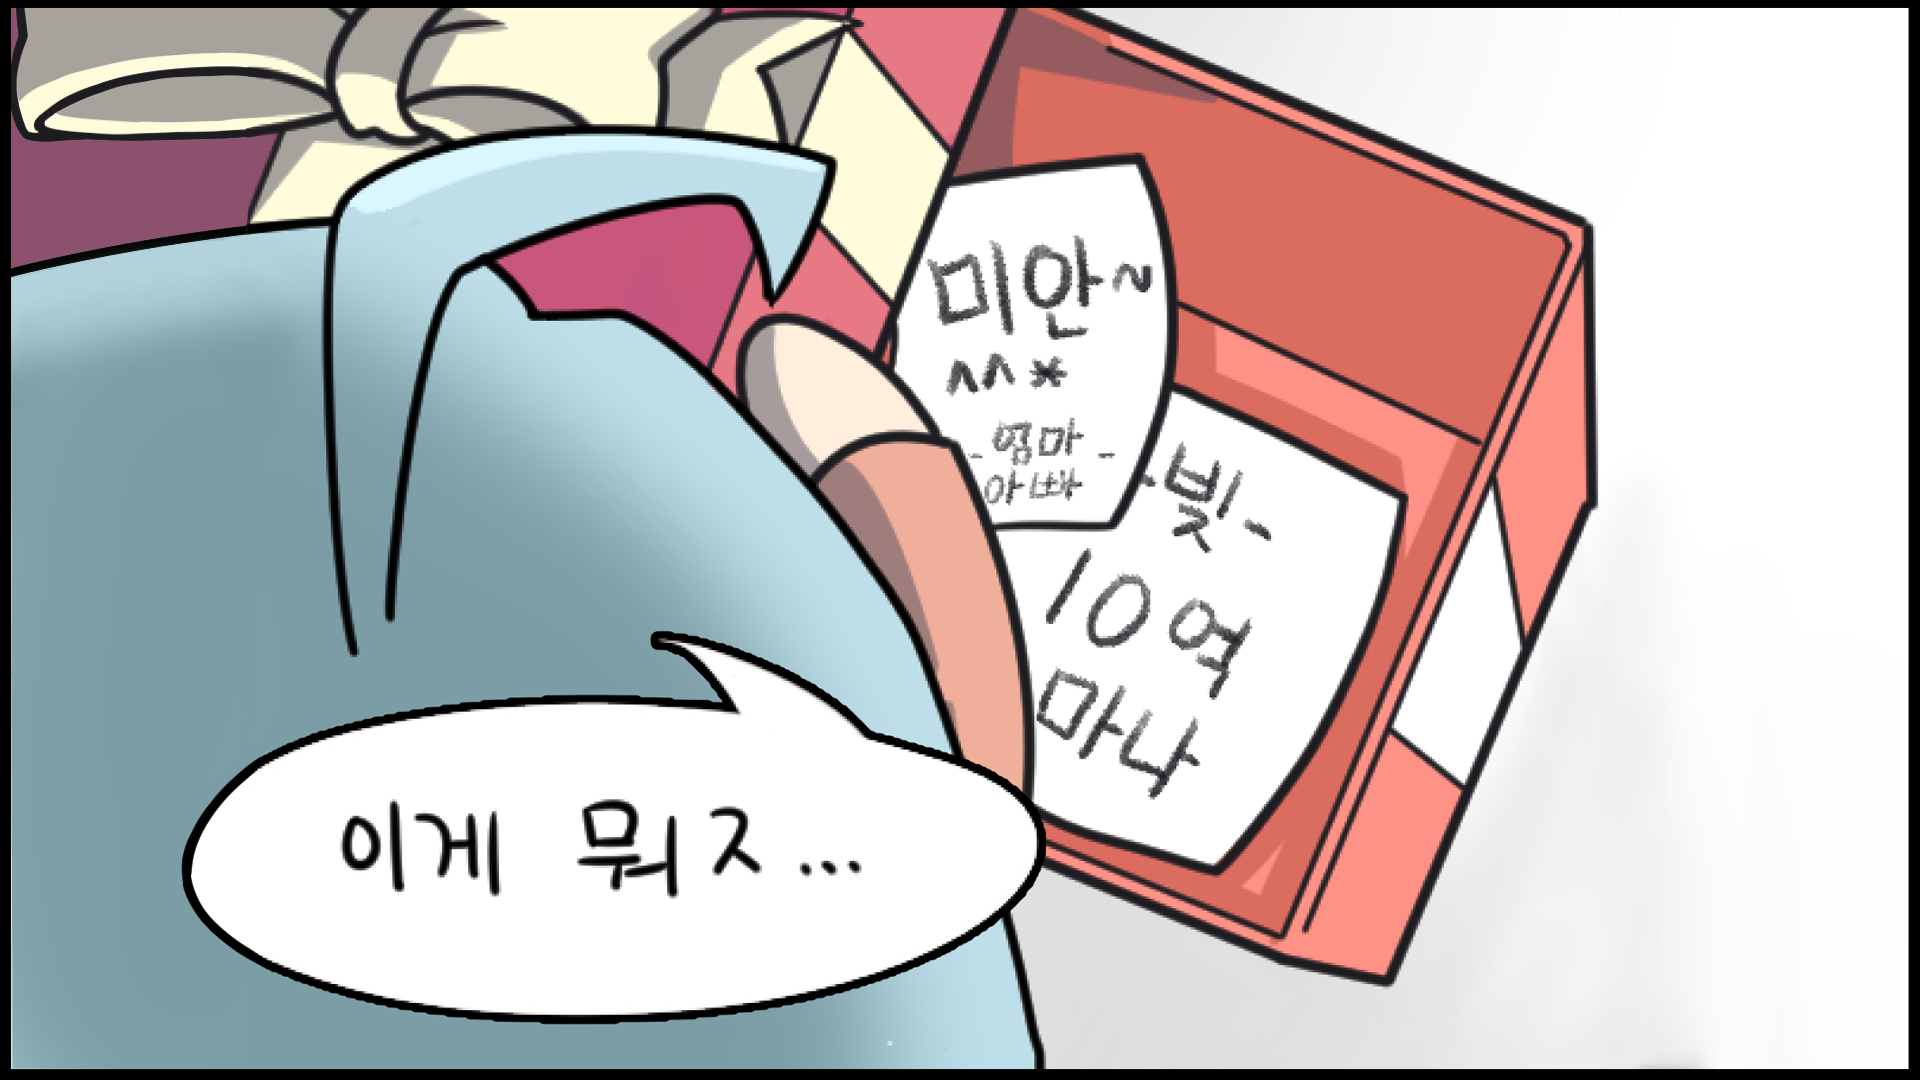 미안~
^^*
- 엄마 -
아빠
-빚-
10억
마나
이게 뭐ㅈ...